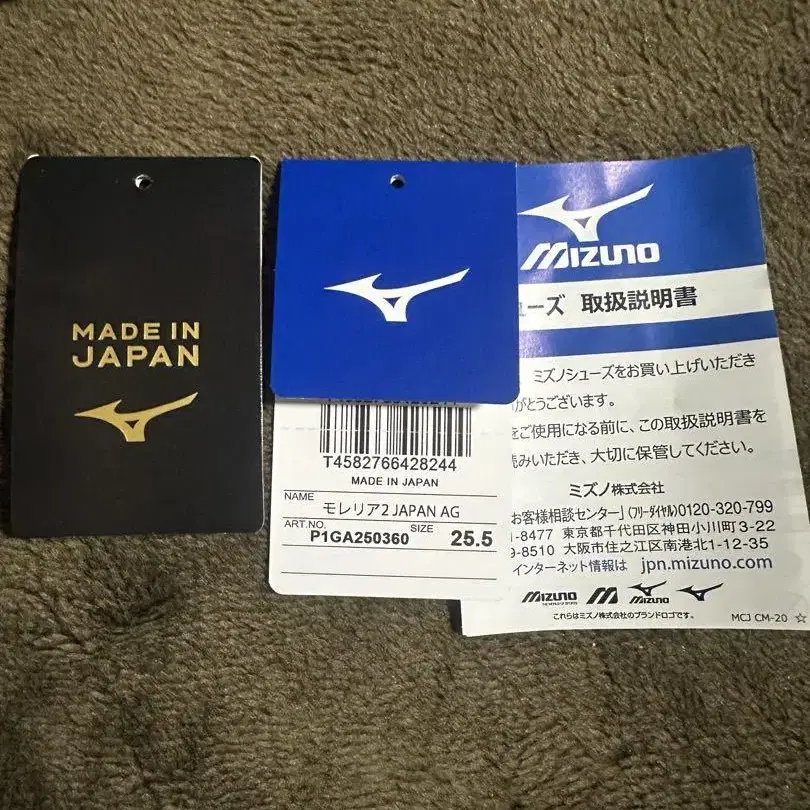 MADE IN
JAPAN
T4582766428244
MADE IN JAPAN
NAME
モレリア2 JAPAN AG
ART.NO.
SIZE
P1GA250360
25.5
MIZUNO
ューズ 取扱説明書
ミズノシューズをお買い上げいただき
がとうございます。
ご使用になる前に、この取扱説明書を
読みいただき、大切に保管してください。
ミズノ株式会社
お客様相談センター」(フリーダイヤル)0120-320-799
-8477 東京都千代田区神田小川町3-22
-8510 大阪市住之江区南港北1-12-35
インターネット情報は jpn.mizuno.com
MIZUNO
MIZUNO
これらはミズノ株式会社のブランドロゴです。
MCJ CM-20 ☆